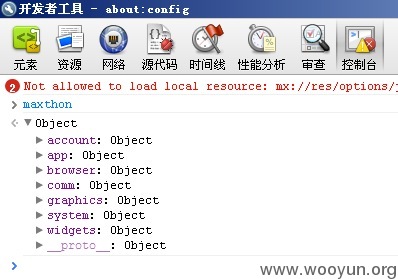 开发者工具 - about:config
元素 资源 网络 源代码 时间线 性能分析 审查 控制台
2 Not allowed to load local resource: mx://res/options/j
> maxthon
Object
account: Object
app: Object
browser: Object
comm: Object
graphics: Object
system: Object
widgets: Object
__proto__: Object
>
www.wooyun.org